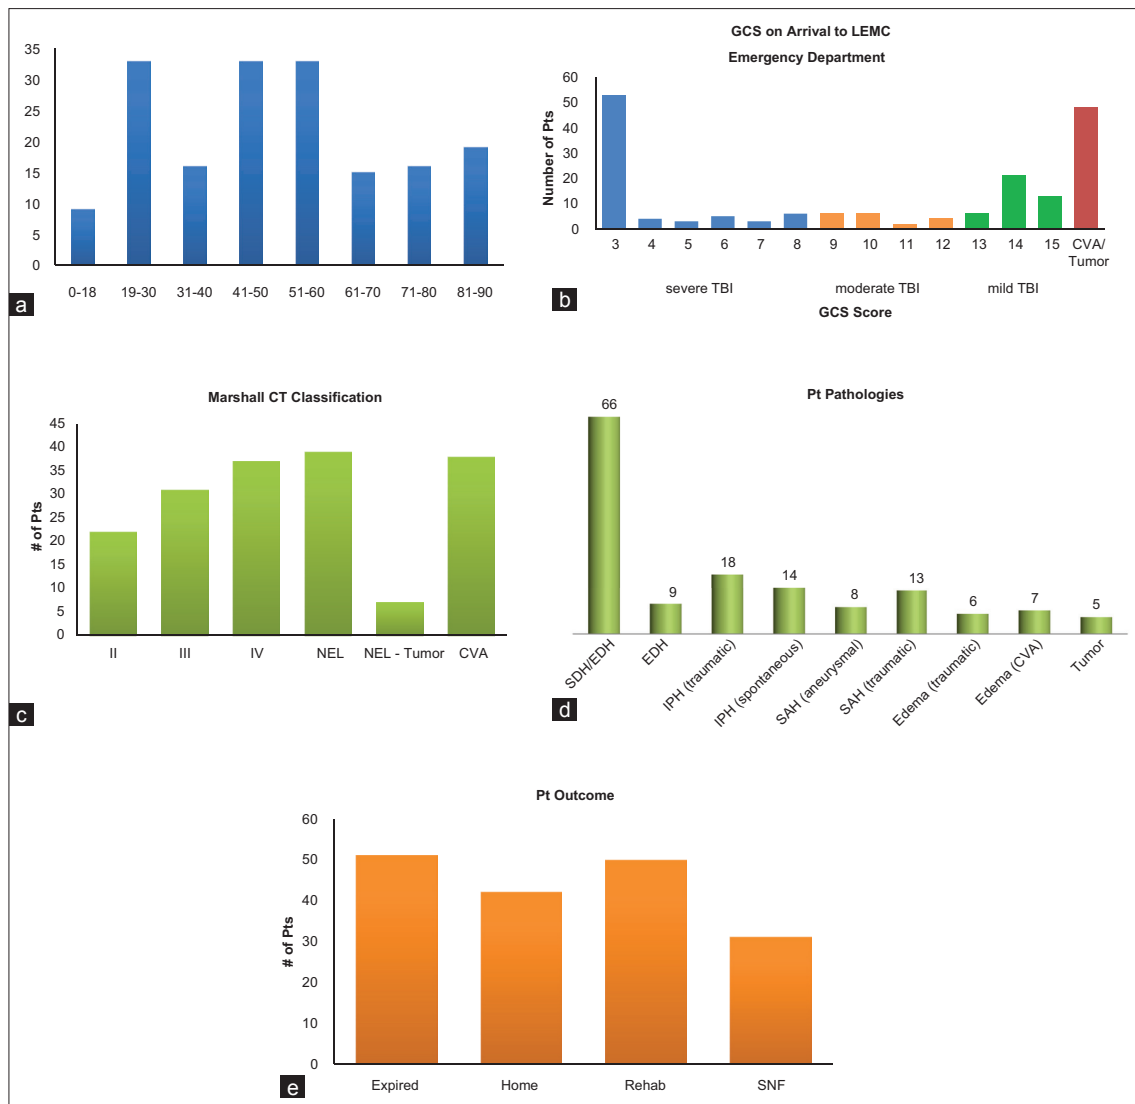 35
30
25
20
15
10
5
0
0-18 19-30 31-40 41-50 51-60 61-70 71-80 81-90
a
GCS on Arrival to LEMC
Emergency Department
Number of Pts
60
50
40
30
20
10
0
3 4 5 6 7 8 9 10 11 12 13 14 15 CVA/
Tumor
severe TBI moderate TBI mild TBI
GCS Score
b
Marshall CT Classification
# of Pts
45
40
35
30
25
20
15
10
5
0
II III IV NEL NEL - Tumor CVA
c
Pt Pathologies
66
9
18
14
8
13
6
7
5
SDH/EDH
EDH
IPH (traumatic)
IPH (spontaneous)
SAH (aneurysmal)
SAH (traumatic)
Edema (traumatic)
Edema (CVA)
Tumor
d
Pt Outcome
# of Pts
60
50
40
30
20
10
0
Expired Home Rehab SNF
e